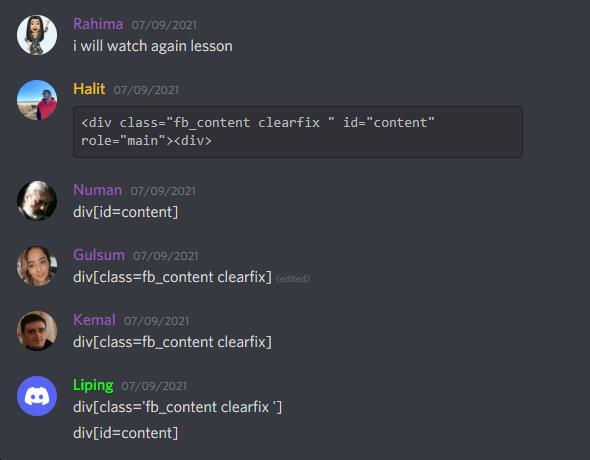 Rahima 07/09/2021
i will watch again lesson
Halit 07/09/2021
<div class="fb_content clearfix " id="content"
role="main"><div>
Numan 07/09/2021
div[id=content]
Gulsum 07/09/2021
div[class=fb_content clearfix] (edited)
Kemal 07/09/2021
div[class=fb_content clearfix]
Liping 07/09/2021
div[class='fb_content clearfix ']
div[id=content]